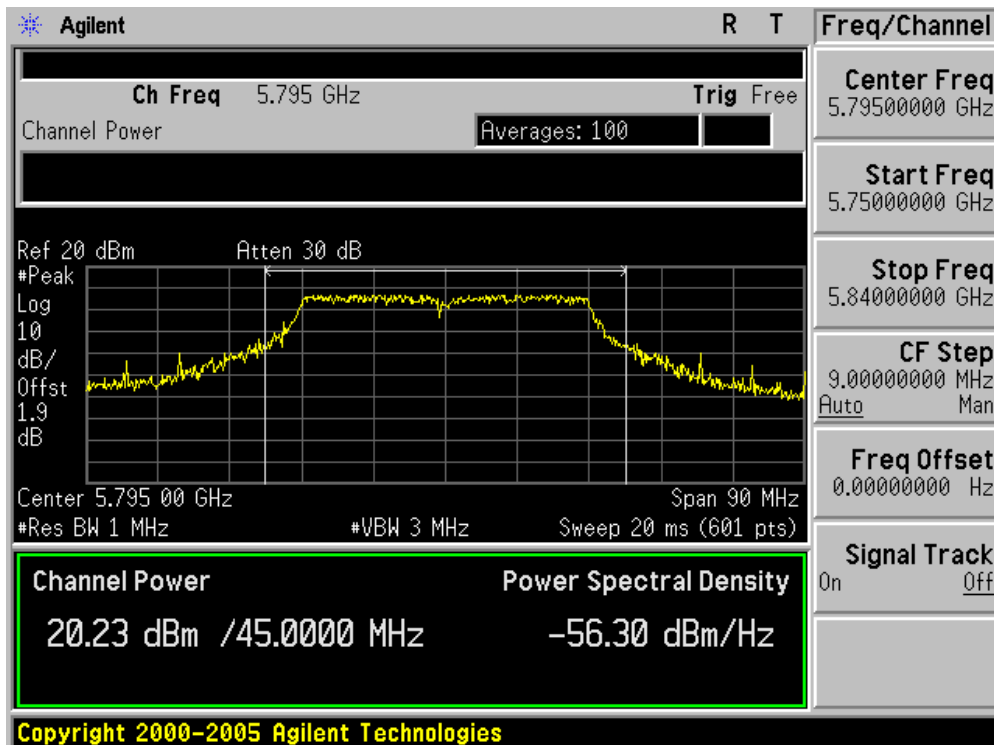 Agilent R T Freq/Channel
Ch Freq 5.795 GHz Trig Free
Channel Power Averages: 100
Center Freq
5.79500000 GHz
Start Freq
5.75000000 GHz
Stop Freq
5.84000000 GHz
CF Step
9.00000000 MHz
Auto Man
Freq Offset
0.00000000 Hz
Signal Track
On Off
Ref 20 dBm Atten 30 dB
#Peak
Log
10
dB/
Offst
1.9
dB
Center 5.795 00 GHz Span 90 MHz
#Res BW 1 MHz #VBW 3 MHz Sweep 20 ms (601 pts)
Channel Power Power Spectral Density
20.23 dBm /45.0000 MHz -56.30 dBm/Hz
Copyright 2000-2005 Agilent Technologies